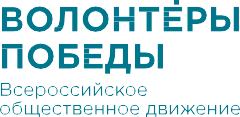 ВОЛОНТЁРЫ
ПОБЕДЫ
Всероссийское
общественное движение